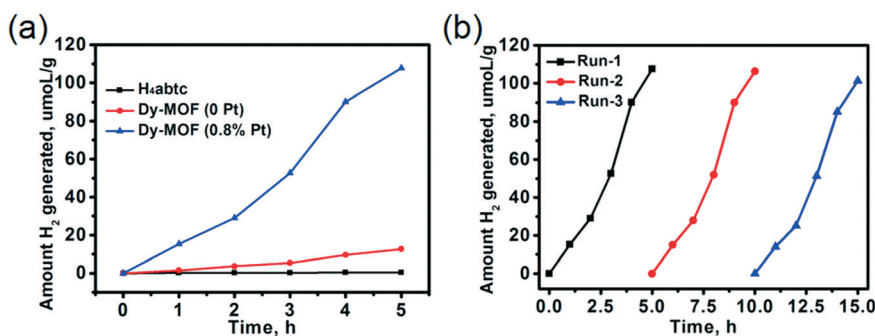 (a)
Amount H₂ generated, umoL/g
120
100
80
60
40
20
0
H₄abtc
Dy-MOF (0 Pt)
Dy-MOF (0.8% Pt)
0 1 2 3 4 5
Time, h
(b)
Amount H₂ generated, umoL/g
120
100
80
60
40
20
0
Run-1
Run-2
Run-3
0.0 2.5 5.0 7.5 10.0 12.5 15.0
Time, h